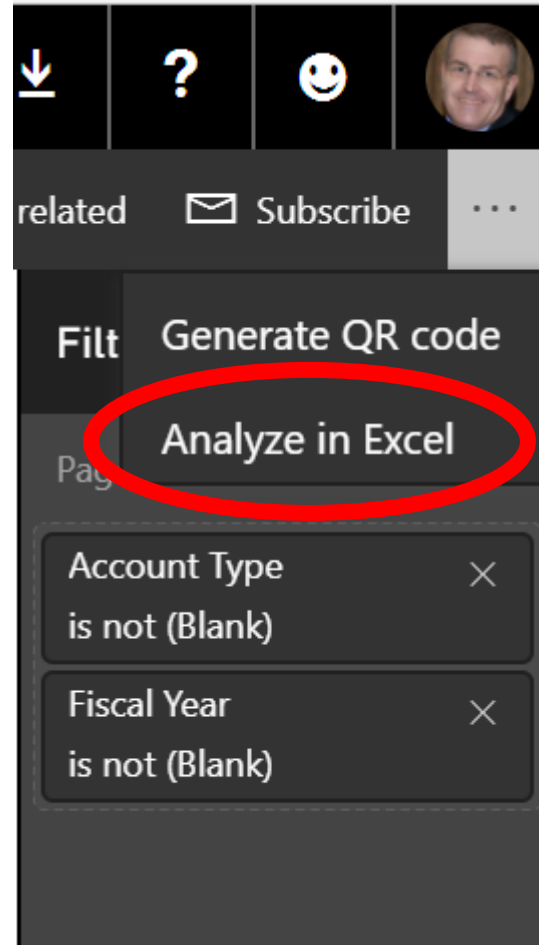 ?
related Subscribe ...
Filt
Generate QR code
Analyze in Excel
Pag
Account Type
is not (Blank)
Fiscal Year
is not (Blank)